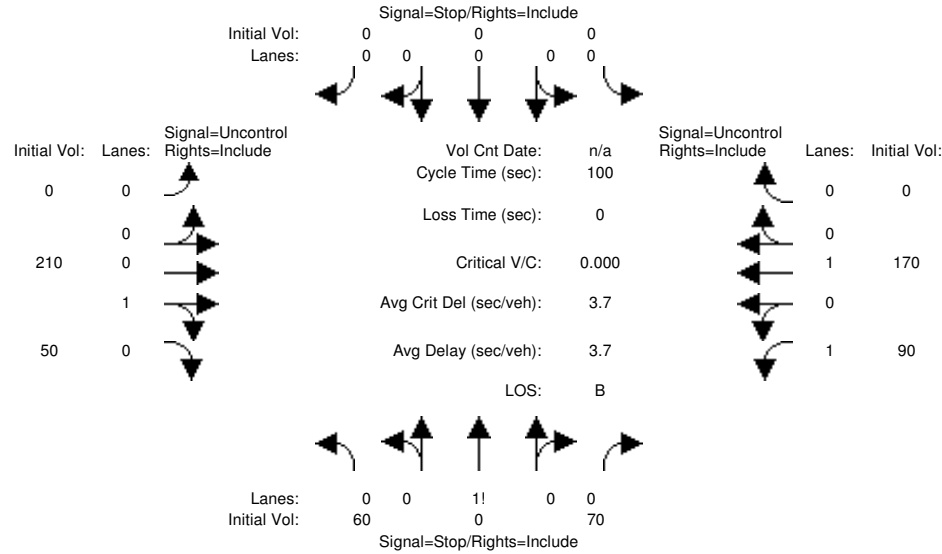 Signal=Stop/Rights=Include
Initial Vol: 0 0 0
Lanes: 0 0 0 0 0
Signal=Uncontrol Signal=Uncontrol
Initial Vol: Lanes: Rights=Include Vol Cnt Date: n/a Rights=Include Lanes: Initial Vol:
Cycle Time (sec): 100
0 0 0 0
Loss Time (sec): 0
0 0
210 0 Critical V/C: 0.000 1 170
1 Avg Crit Del (sec/veh): 3.7 0
50 0 Avg Delay (sec/veh): 3.7 1 90
LOS: B
Lanes: 0 0 1! 0 0
Initial Vol: 60 0 70
Signal=Stop/Rights=Include